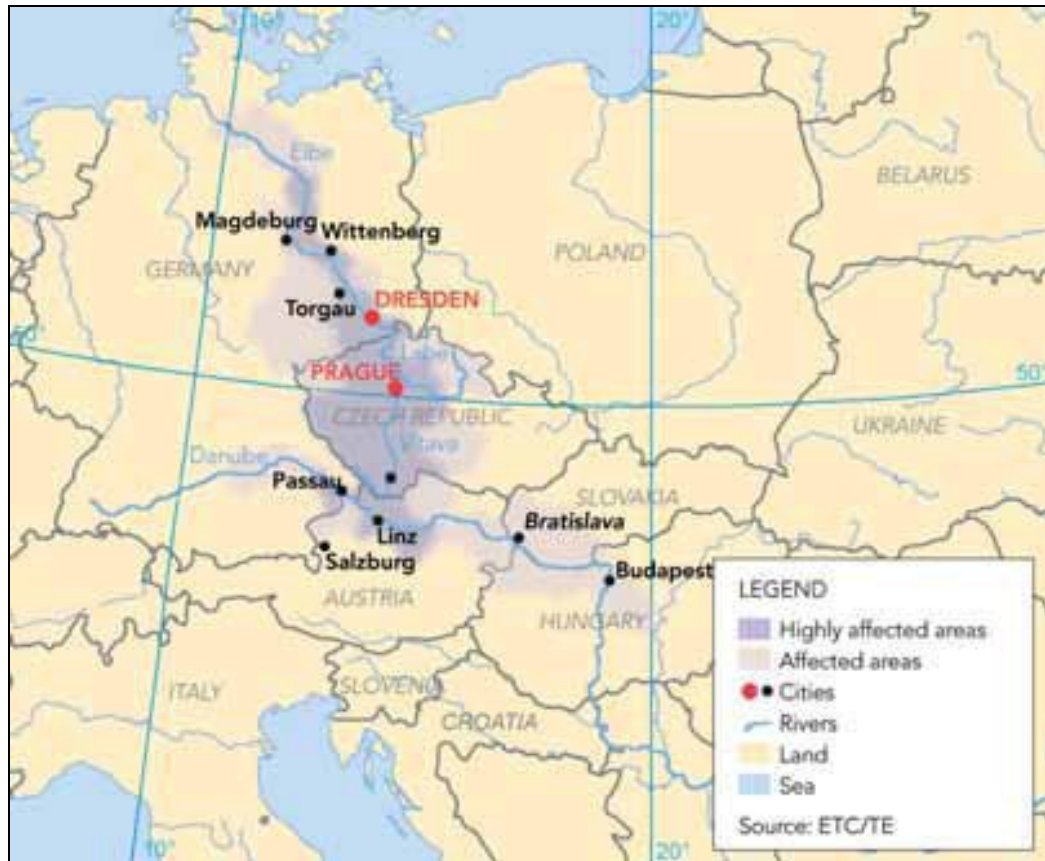 10°
20°
Elbe
BELARUS
Magdeburg
Wittenberg
POLAND
GERMANY
Torgau
DRESDEN
50°
Labe
PRAGUE
50°
CZECH REPUBLIC
UKRAINE
Vltava
Danube
Passau
SLOVAKIA
Bratislava
Linz
Salzburg
Budapest
AUSTRIA
HUNGARY
ITALY
SLOVENIA
CROATIA
LEGEND
Highly affected areas
Affected areas
Cities
Rivers
Land
Sea
Source: ETC/TE
10°
20°